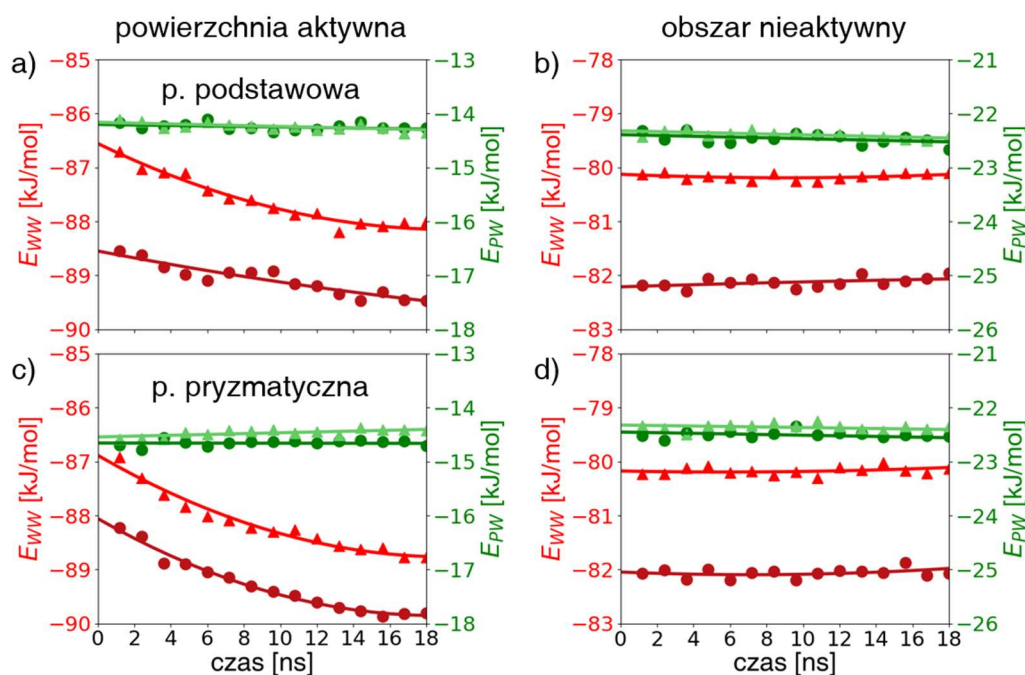 powierzchnia aktywna
obszar nieaktywny
a)
p. podstawowa
−85
−86
−87
−88
−89
−90
E_WW [kJ/mol]
−13
−14
−15
−16
−17
−18
E_PW [kJ/mol]
b)
−78
−79
−80
−81
−82
−83
E_WW [kJ/mol]
−21
−22
−23
−24
−25
−26
E_PW [kJ/mol]
c)
p. pryzmatyczna
−85
−86
−87
−88
−89
−90
E_WW [kJ/mol]
−13
−14
−15
−16
−17
−18
E_PW [kJ/mol]
0 2 4 6 8 10 12 14 16 18
czas [ns]
d)
−78
−79
−80
−81
−82
−83
E_WW [kJ/mol]
−21
−22
−23
−24
−25
−26
E_PW [kJ/mol]
0 2 4 6 8 10 12 14 16 18
czas [ns]